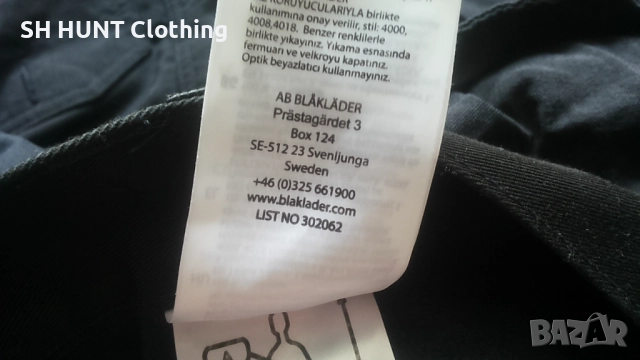 SH HUNT Clothing
KORUYUCULARIYLA birlikte
kullanımına onay verilir, stil: 4000,
4008,4018. Benzer renklilerle
birlikte yıkayınız. Yıkama esnasında
fermuarı ve velkroyu kapatınız.
Optik beyazlatıcı kullanmayınız.
AB BLÅKLÄDER
Prästagärdet 3
Box 124
SE-512 23 Svenljunga
Sweden
+46 (0)325 661900
www.blaklader.com
LIST NO 302062
BAZAR